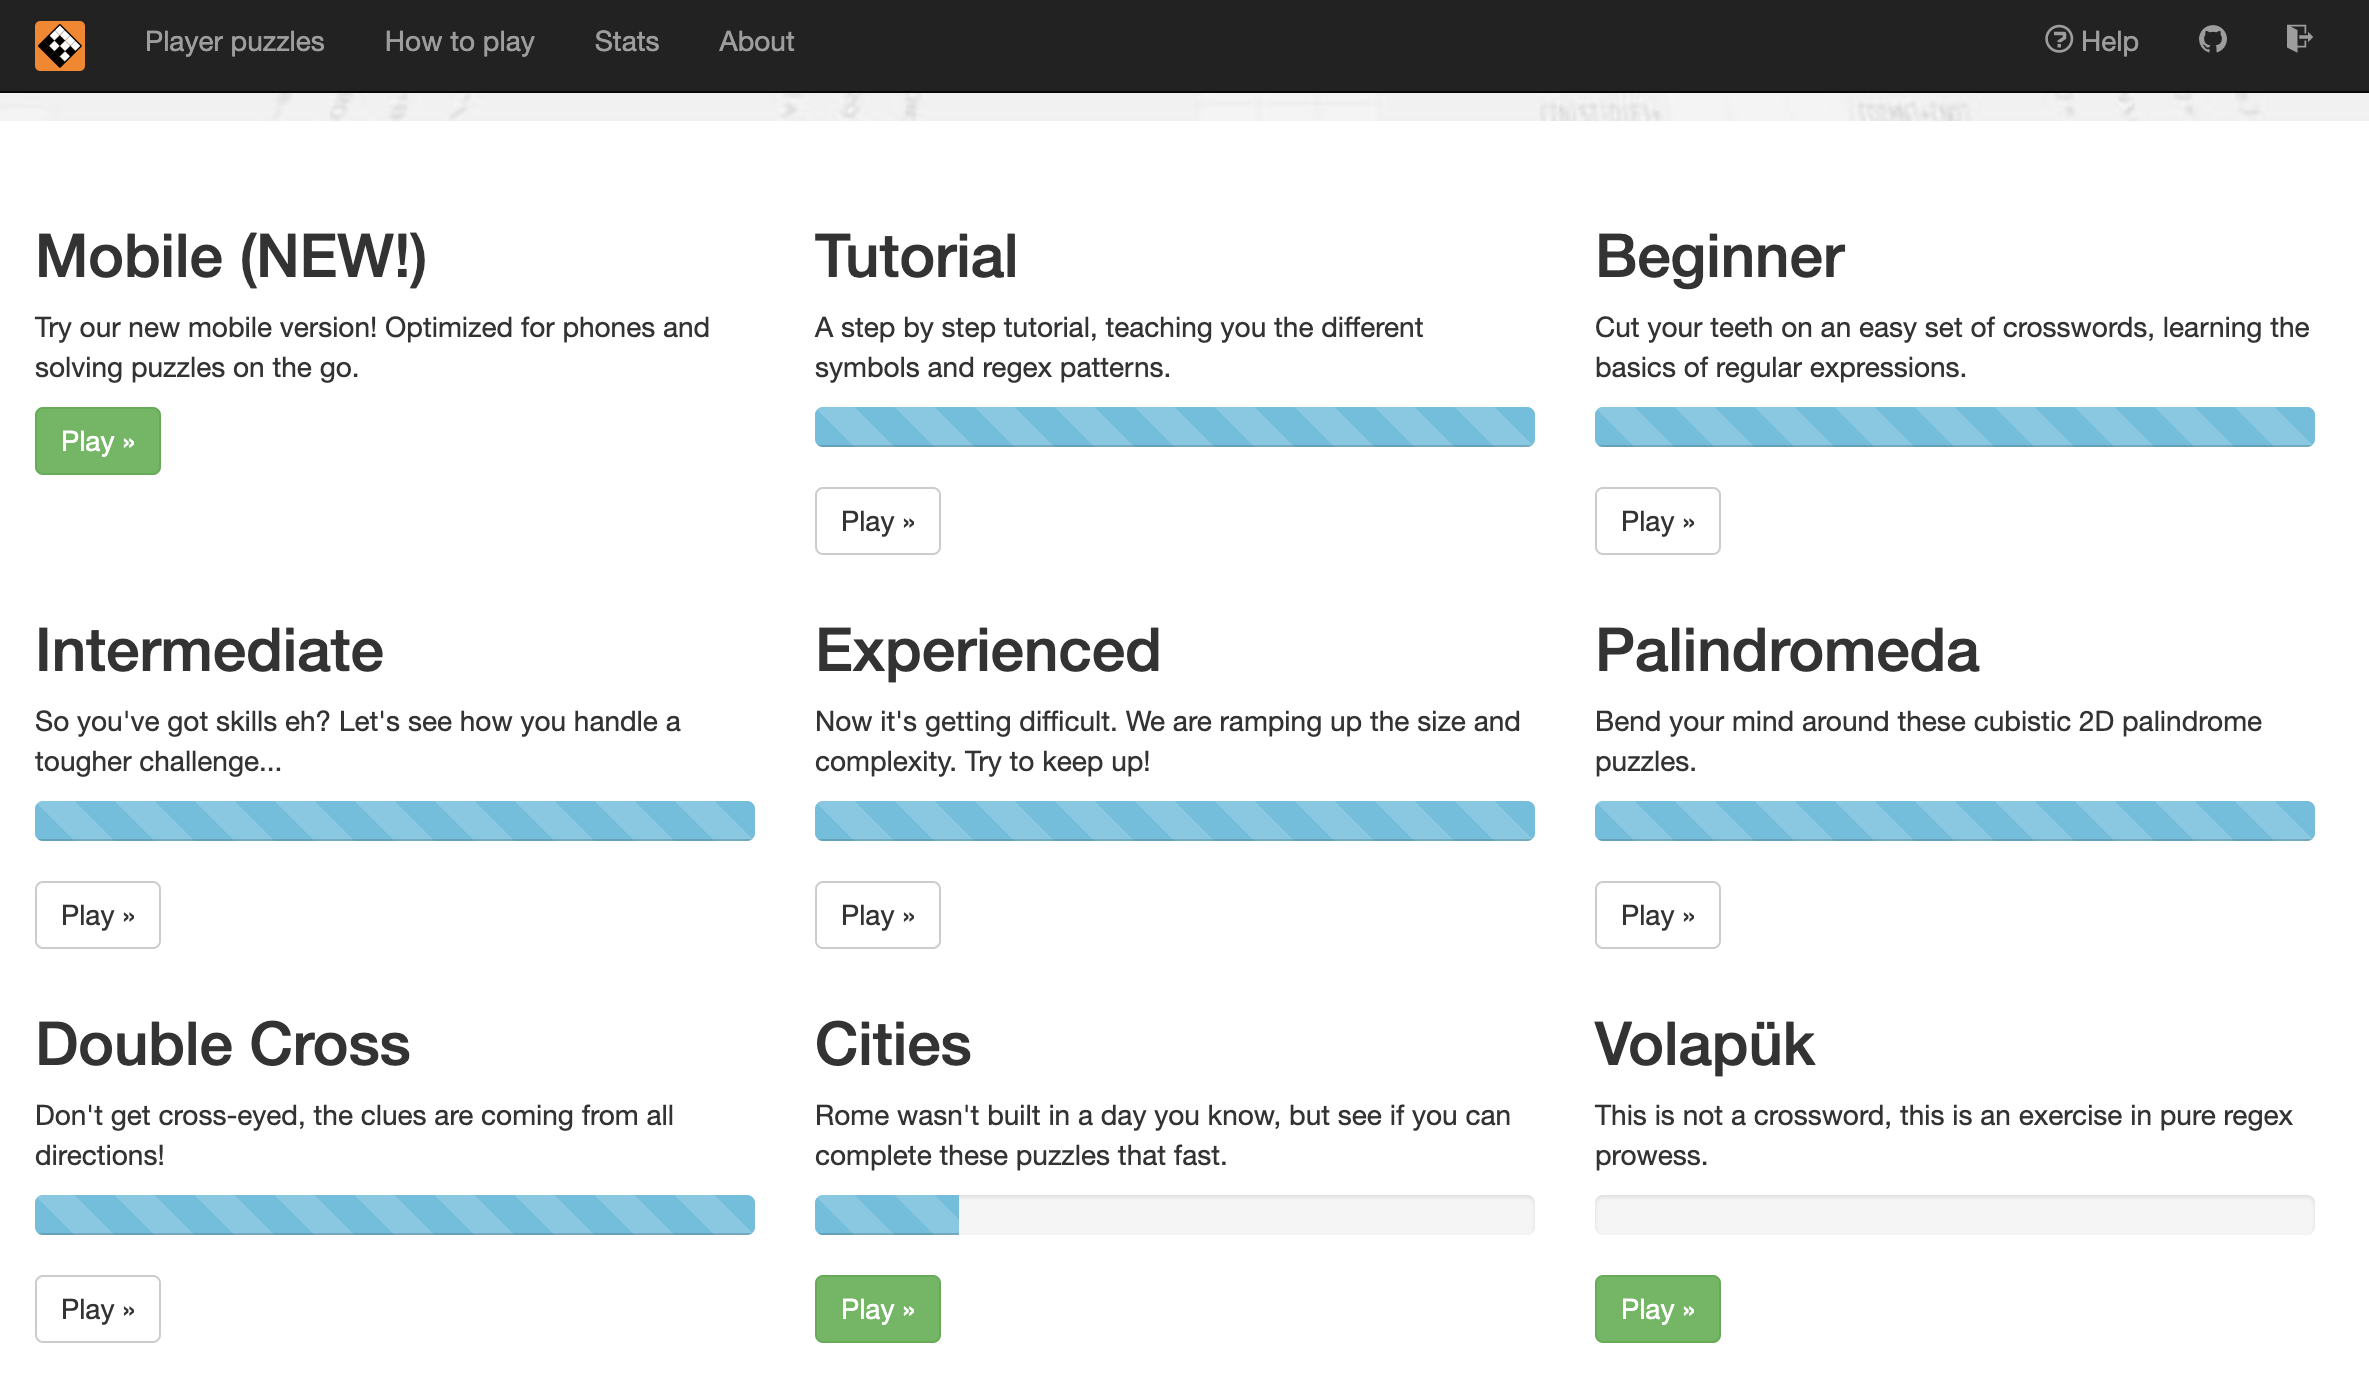 Player puzzles How to play Stats About Help
Mobile (NEW!)
Try our new mobile version! Optimized for phones and
solving puzzles on the go.
Play »
Tutorial
A step by step tutorial, teaching you the different
symbols and regex patterns.
Play »
Beginner
Cut your teeth on an easy set of crosswords, learning the
basics of regular expressions.
Play »
Intermediate
So you've got skills eh? Let's see how you handle a
tougher challenge...
Play »
Experienced
Now it's getting difficult. We are ramping up the size and
complexity. Try to keep up!
Play »
Palindromeda
Bend your mind around these cubistic 2D palindrome
puzzles.
Play »
Double Cross
Don't get cross-eyed, the clues are coming from all
directions!
Play »
Cities
Rome wasn't built in a day you know, but see if you can
complete these puzzles that fast.
Play »
Volapük
This is not a crossword, this is an exercise in pure regex
prowess.
Play »